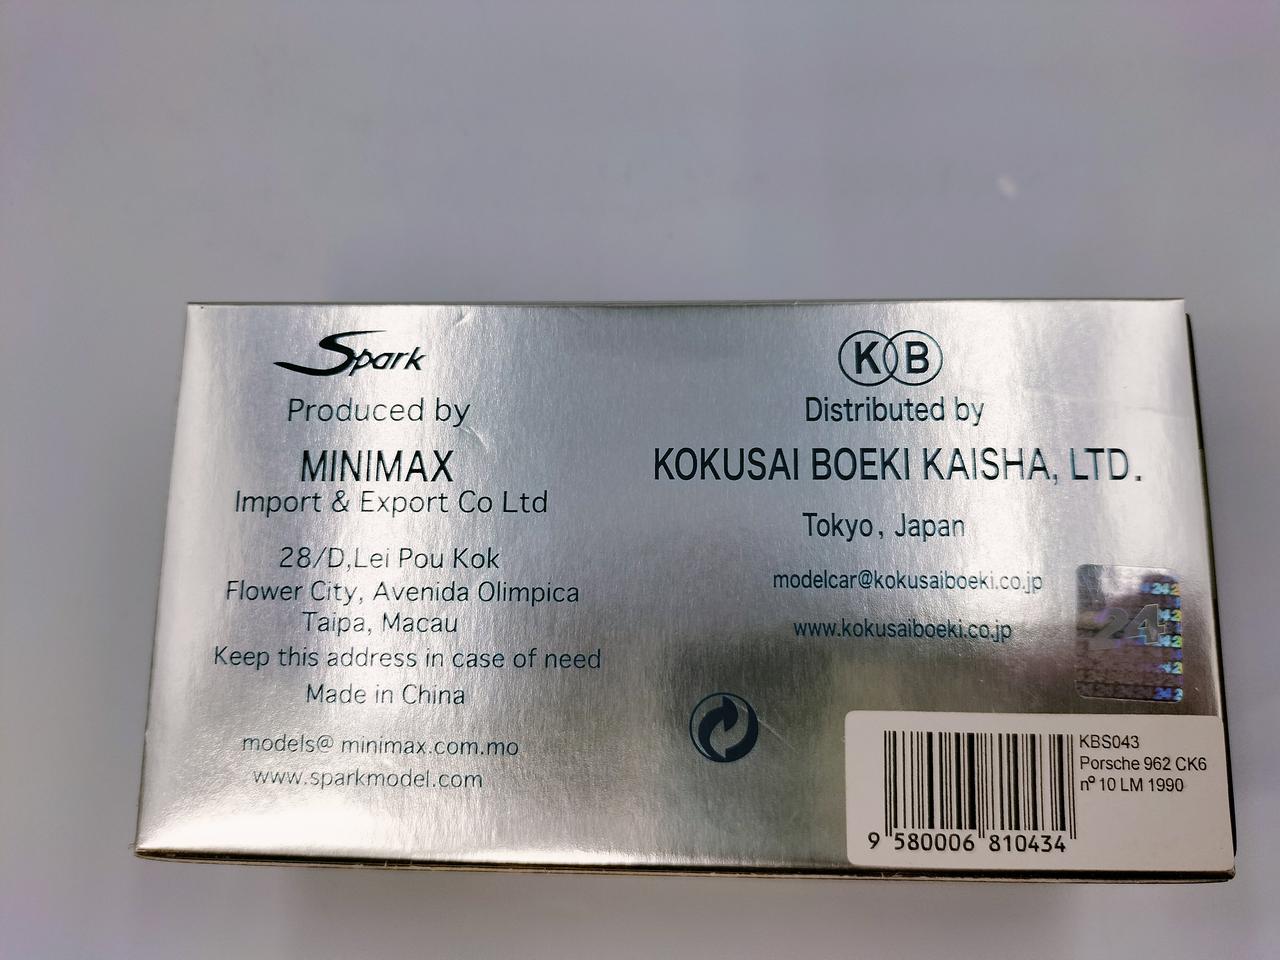 Spark
Produced by
MINIMAX
Import & Export Co Ltd
28/D,Lei Pou Kok
Flower City, Avenida Olimpica
Taipa, Macau
Keep this address in case of need
Made in China
models@ minimax.com.mo
www.sparkmodel.com
K B
Distributed by
KOKUSAI BOEKI KAISHA, LTD.
Tokyo, Japan
modelcar@kokusaiboeki.co.jp
www.kokusaiboeki.co.jp
24
KBS043
Porsche 962 CK6
nº 10 LM 1990
9 580006 810434